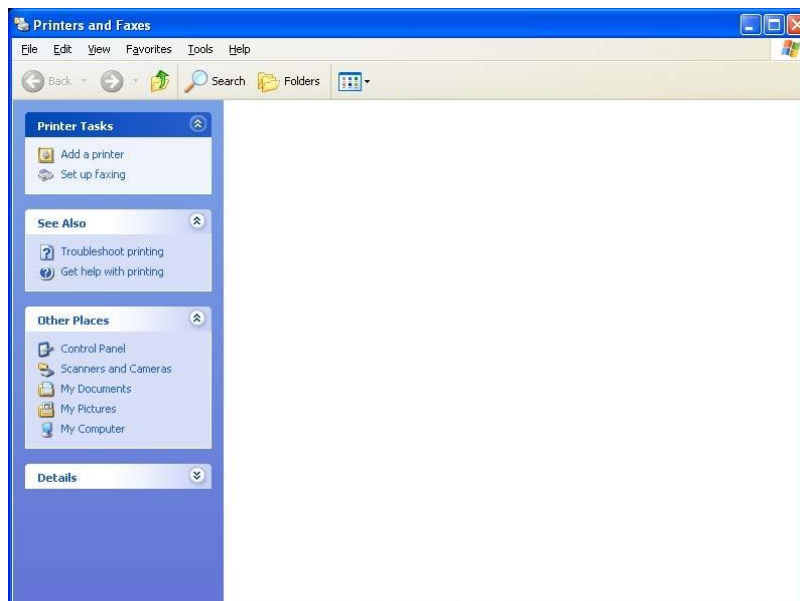 Printers and Faxes
File Edit View Favorites Tools Help
Back Search Folders
Printer Tasks
Add a printer
Set up faxing
See Also
Troubleshoot printing
Get help with printing
Other Places
Control Panel
Scanners and Cameras
My Documents
My Pictures
My Computer
Details